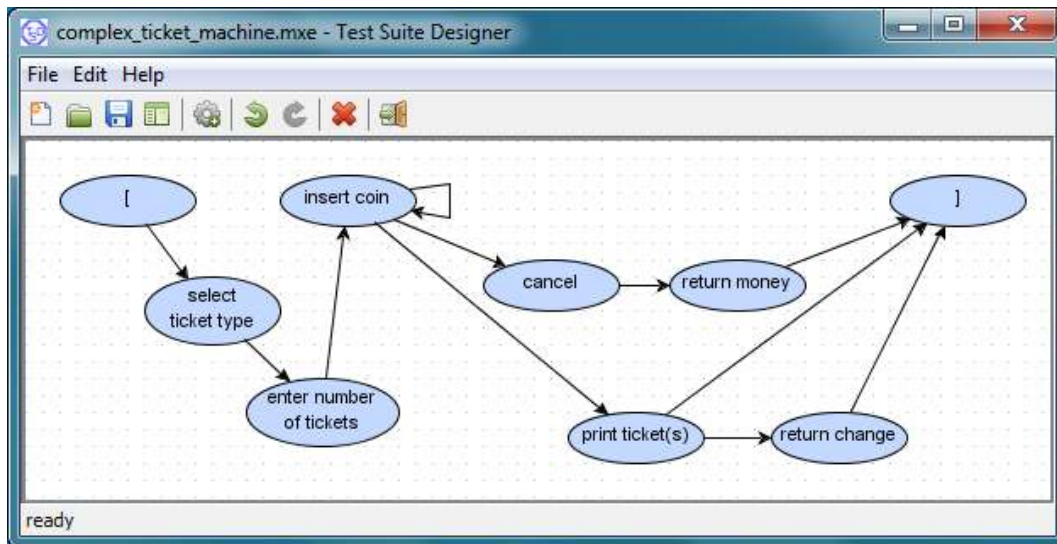 complex_ticket_machine.mxe - Test Suite Designer
File Edit Help
[
insert coin
]
cancel
return money
select
ticket type
enter number
of tickets
print ticket(s)
return change
ready